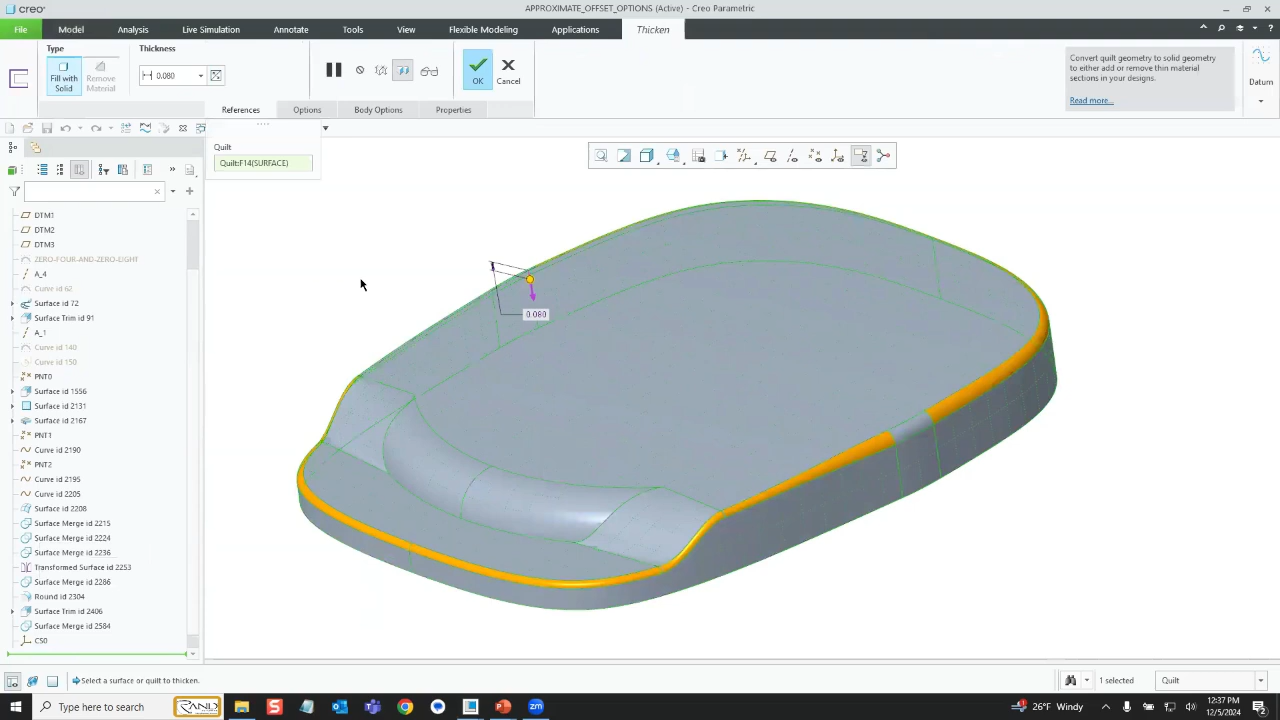 creo°
APPROXIMATE_OFFSET_OPTIONS (Active) - Creo Parametric
File Model Analysis Live Simulation Annotate Tools View Flexible Modeling Applications Thicken
Type
Thickness
Fill with Solid
Remove Material
0.080
OK
Cancel
Convert quilt geometry to solid geometry
to either add or remove thin material
sections in your designs.
Read more...
Datum
References Options Body Options Properties
Quilt
Quilt:F14(SURFACE)
DTM1
DTM2
DTM3
ZERO-FOUR-AND-ZERO-EIGHT
A_4
Curve id 62
Surface id 72
Surface Trim id 91
A_1
Curve id 140
Curve id 150
PNT0
Surface id 1556
Surface id 2131
Surface id 2167
PNT1
Curve id 2190
PNT2
Curve id 2195
Curve id 2205
Surface id 2208
Surface Merge id 2215
Surface Merge id 2224
Surface Merge id 2236
Transformed Surface id 2253
Surface Merge id 2286
Round id 2304
Surface Trim id 2406
Surface Merge id 2584
CS0
0.080
Select a surface or quilt to thicken.
1 selected
Quilt
Type here to search
RAND
26°F Windy
12:37 PM
12/5/2024
2